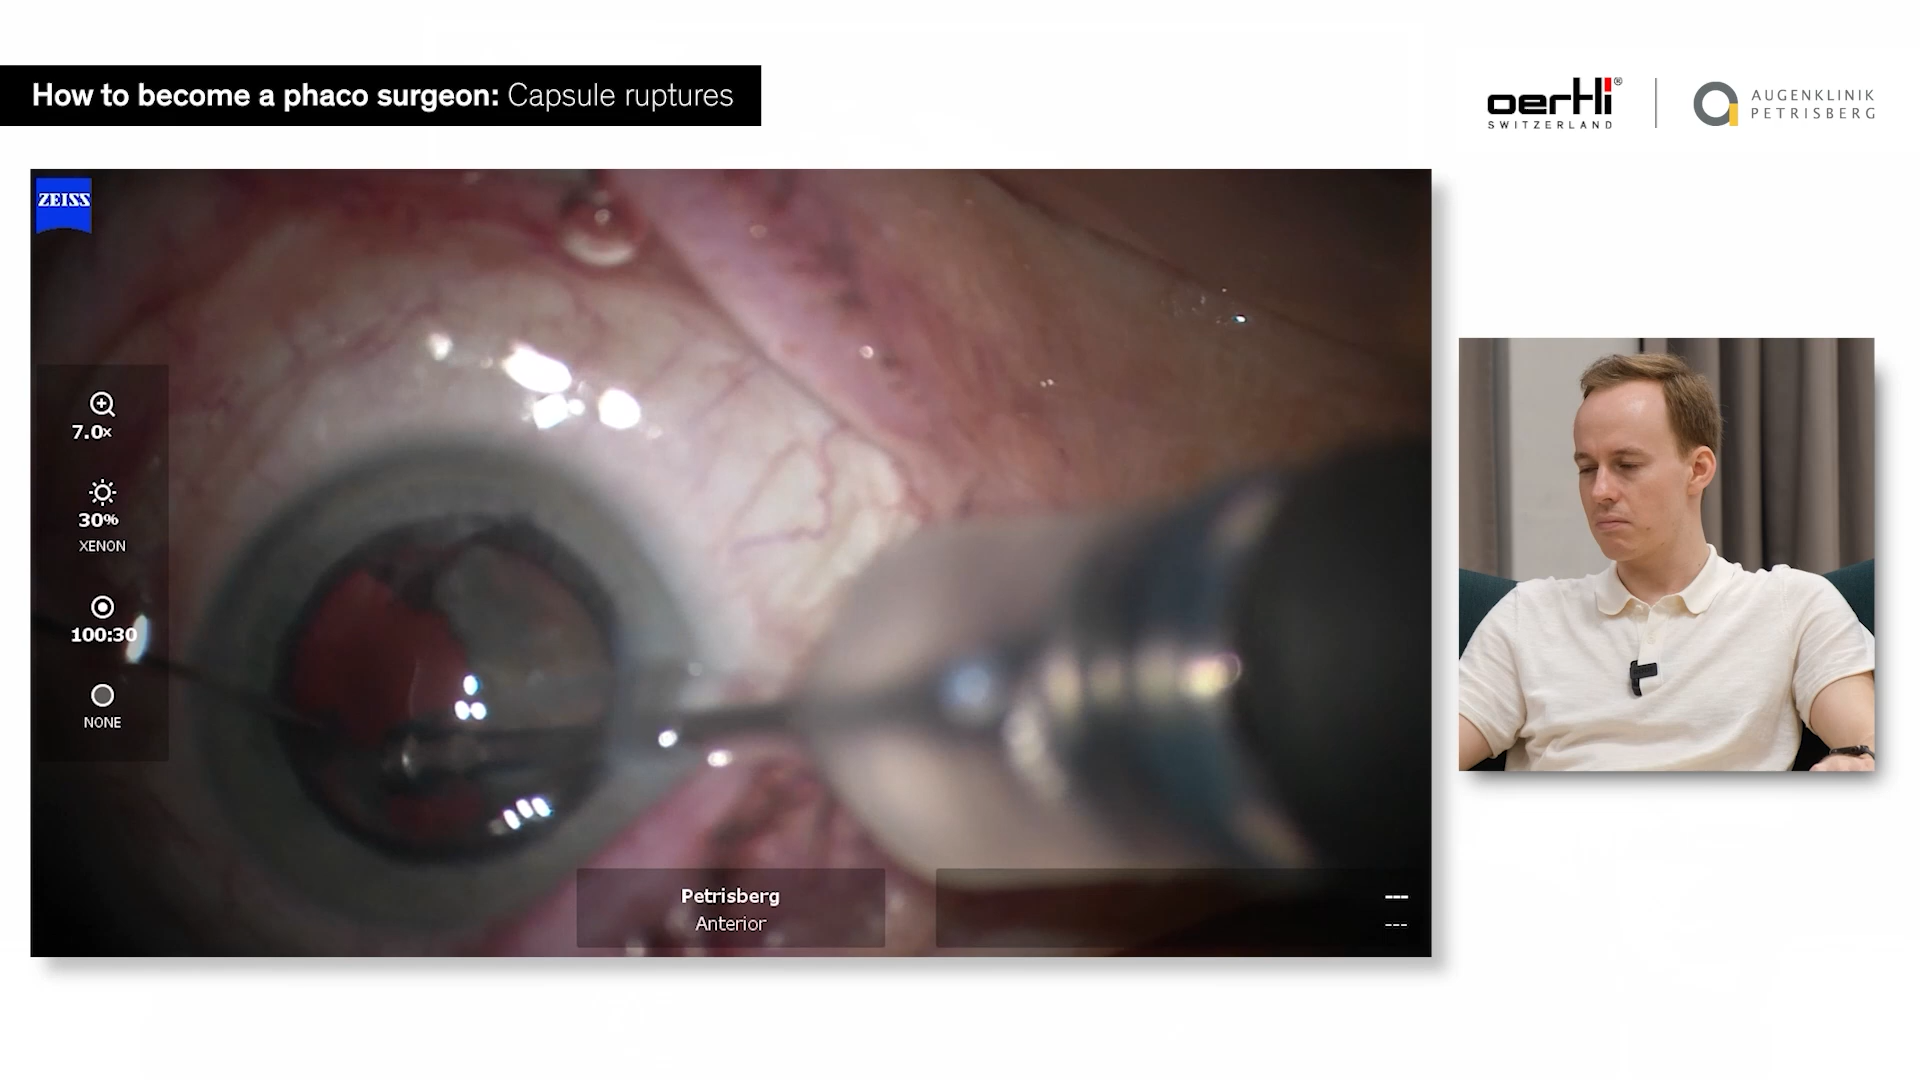 How to become a phaco surgeon: Capsule ruptures
oertli®
SWITZERLAND
AUGENKLINIK
PETRISBERG
ZEISS
7.0x
30%
XENON
100:30
NONE
Petrisberg
Anterior
---
---